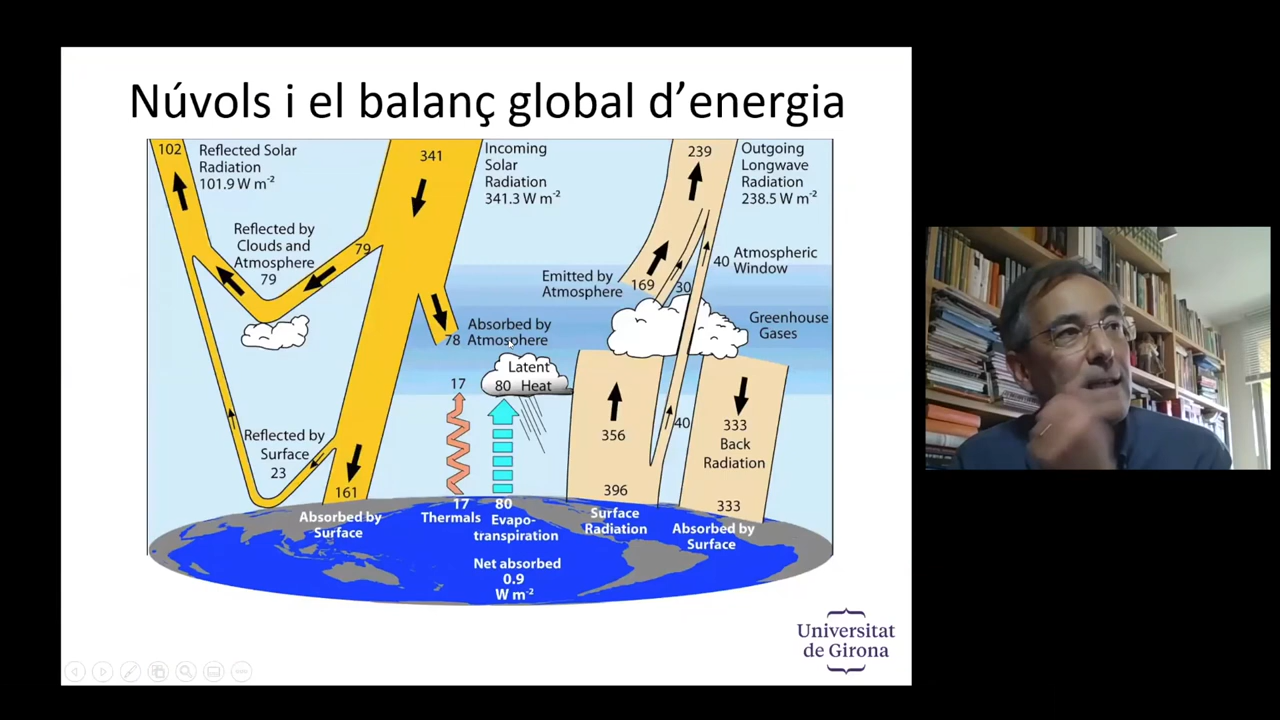 Núvols i el balanç global d’energia
102
Reflected Solar
Radiation
101.9 W m-2
341
Incoming
Solar
Radiation
341.3 W m-2
239
Outgoing
Longwave
Radiation
238.5 W m-2
Reflected by
Clouds and
Atmosphere
79
79
Emitted by
Atmosphere
169
30
40
Atmospheric
Window
Greenhouse
Gases
78
Absorbed by
Atmosphere
17
Latent
80 Heat
356
40
333
Back
Radiation
Reflected by
Surface
23
161
Absorbed by
Surface
17
Thermals
80
Evapo-
transpiration
396
Surface
Radiation
333
Absorbed by
Surface
Net absorbed
0.9
W m-2
Universitat
de Girona